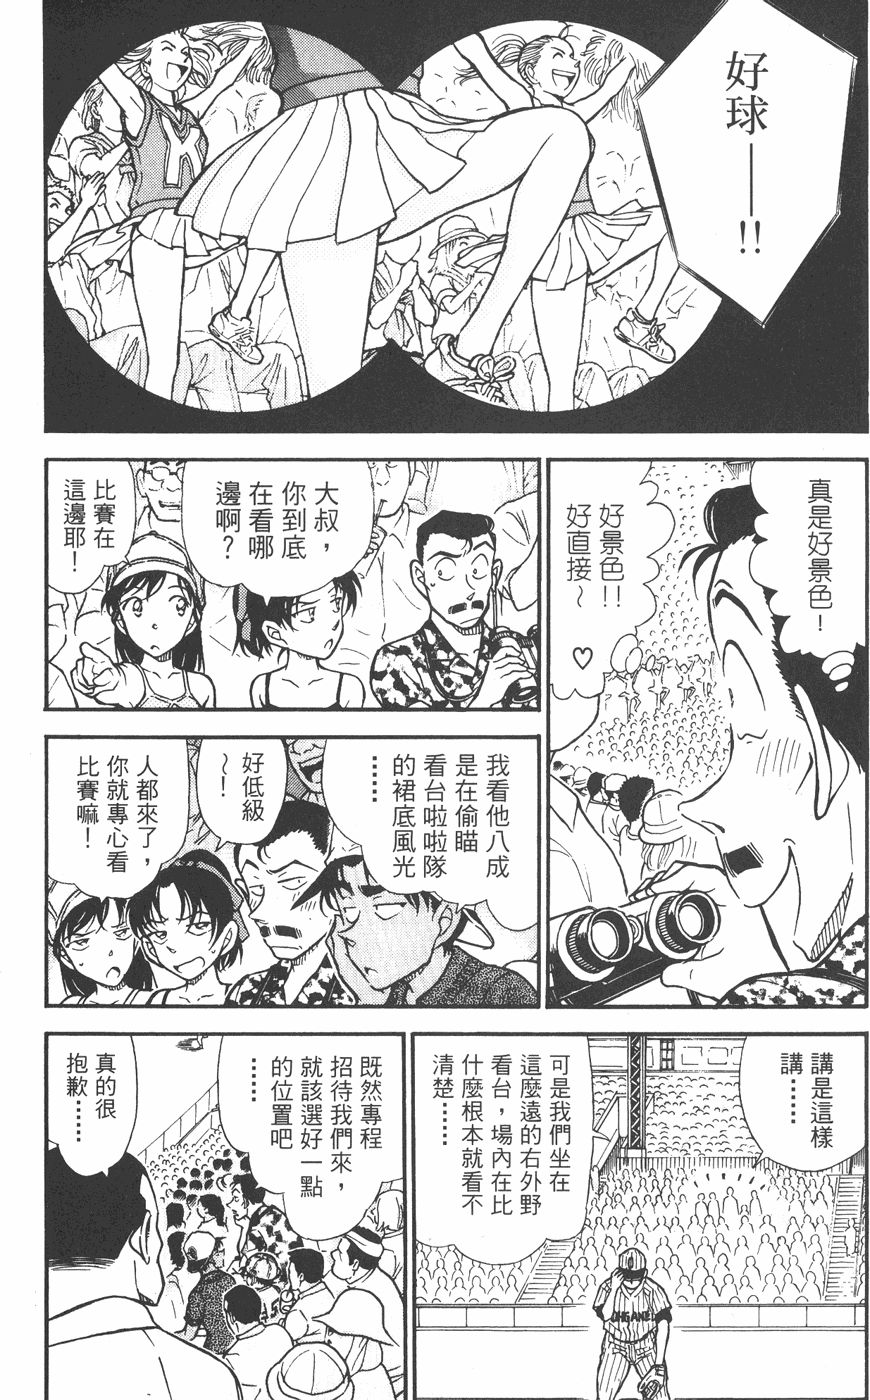 好球——!!
真是好景色！
好景色!!
好直接～
♡
大叔，
你到底
在看哪
邊啊？
比賽在
這邊耶！
我看他八成
是在偷瞄
看台啦啦隊
的裙底風光
……
好低級
～！
人都來了，
你就專心看
比賽嘛！
講是這樣
講……
可是我們坐在
這麼遠的右外野
看台，場內在比
什麼根本就看不
清楚……
既然專程
招待我們來，
就該選好一點
的位置吧
……
真的很
抱歉……
K